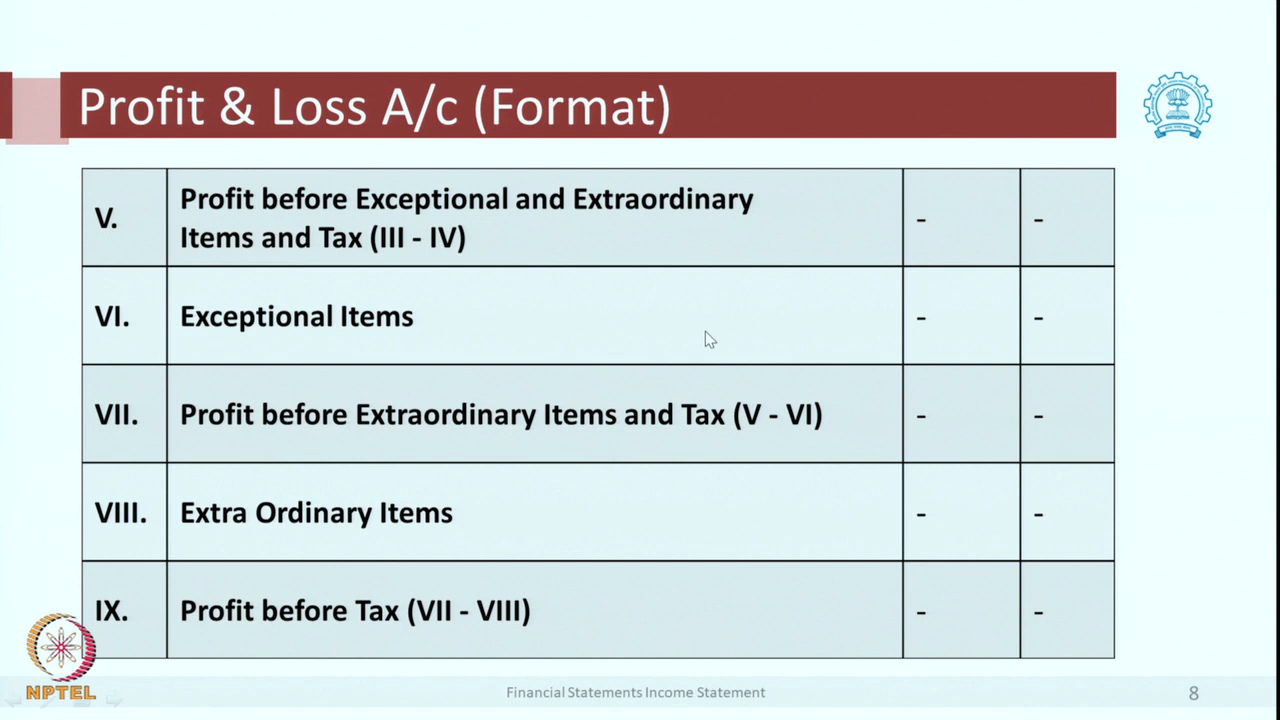 Profit & Loss A/c (Format)
V. Profit before Exceptional and Extraordinary
Items and Tax (III - IV) - -
VI. Exceptional Items - -
VII. Profit before Extraordinary Items and Tax (V - VI) - -
VIII. Extra Ordinary Items - -
IX. Profit before Tax (VII - VIII) - -
NPTEL
Financial Statements Income Statement
8